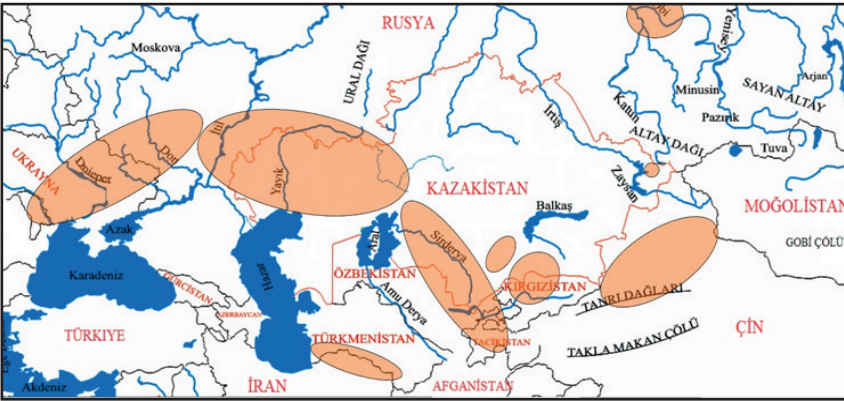 RUSYA
Moskova
URAL DAĞI
Yenisey
Arjan
Minusin
SAYAN ALTAY
Katun
İrtiş
Pazırık
ALTAY DAĞI
Tuva
İtil
Don
Dniepet
UKRAYNA
Yayık
KAZAKİSTAN
Zaysan
MOĞOLİSTAN
Balkaş
GOBİ ÇÖLÜ
Azak
Aral
Sirderya
Karadeniz
Hazar
ÖZBEKİSTAN
KIRGIZİSTAN
GÜRCİSTAN
TANRI DAĞLARI
Amu Derya
AZERBAYCAN
TÜRKİYE
TÜRKMENİSTAN
TACİKİSTAN
ÇİN
TAKLA MAKAN ÇÖLÜ
Akdeniz
İRAN
AFGANİSTAN